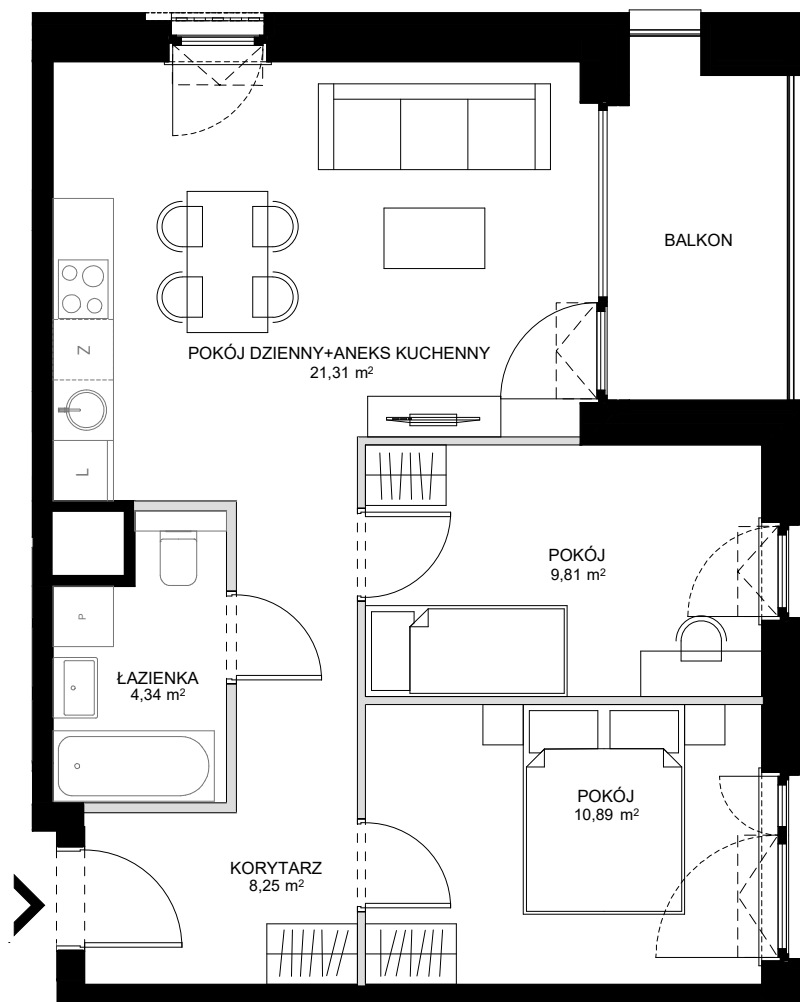 BALKON
Z
POKÓJ DZIENNY+ANEKS KUCHENNY
21,31 m²
L
POKÓJ
9,81 m²
P
ŁAZIENKA
4,34 m²
POKÓJ
10,89 m²
KORYTARZ
8,25 m²